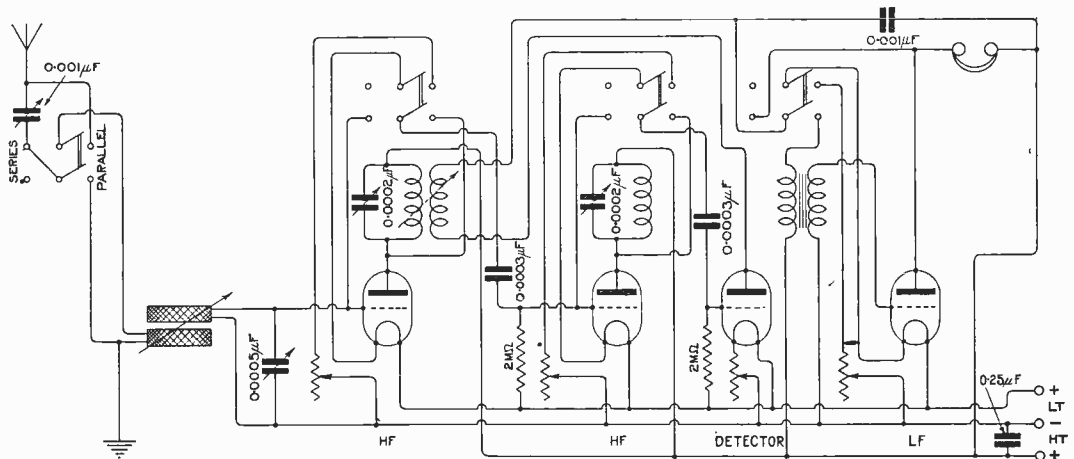 0·001µF
SERIES
PARALLEL
0·0005µF
0·0002µF
0·0003µF
2MΩ
0·0002µF
2MΩ
0·0003µF
0·001µF
0·25µF
+
LT
−
HT
+
HF
HF
DETECTOR
LF